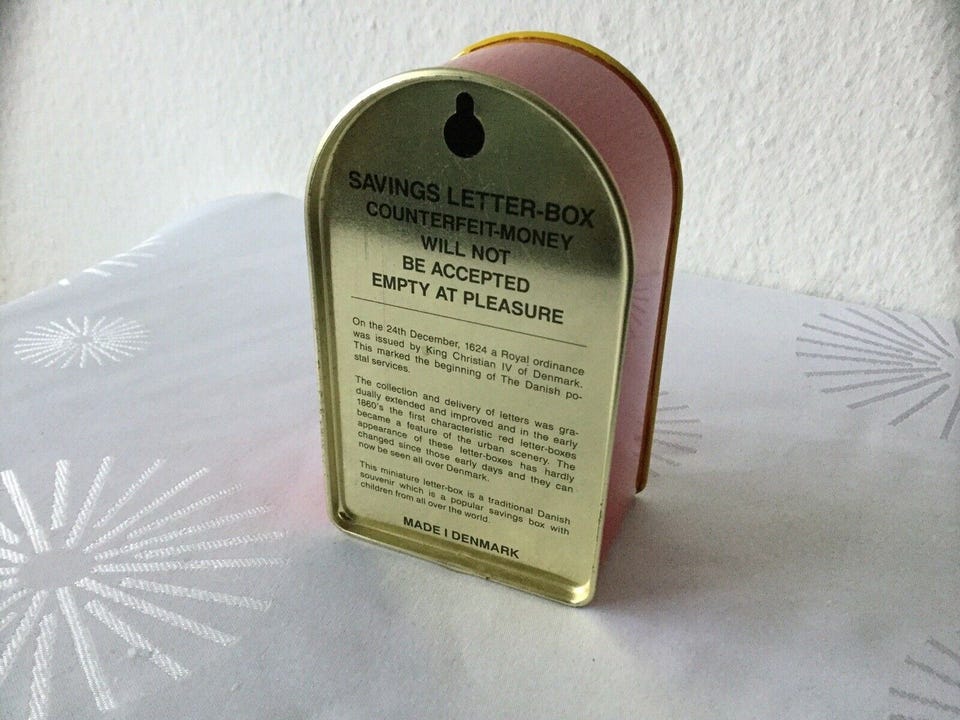 SAVINGS LETTER-BOX
COUNTERFEIT-MONEY
WILL NOT
BE ACCEPTED
EMPTY AT PLEASURE
On the 24th December, 1624 a Royal ordinance
was issued by King Christian IV of Denmark.
This marked the beginning of The Danish po-
stal services.
The collection and delivery of letters was gra-
dually extended and improved and in the early
1860's the first characteristic red letter-boxes
became a feature of the urban scenery. The
appearance of these letter-boxes has hardly
changed since those early days and they can
now be seen all over Denmark.
This miniature letter-box is a traditional Danish
souvenir which is a popular savings box with
children from all over the world.
MADE I DENMARK